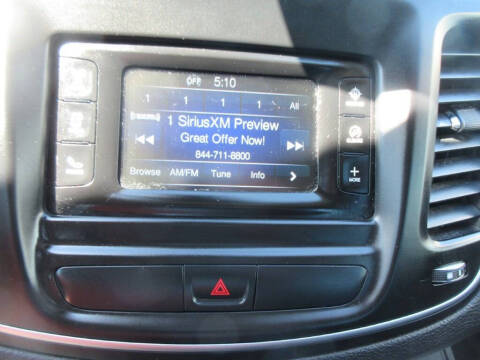 OFF 5:10
1 1 1 1 All
1 SiriusXM Preview
Great Offer Now!
844-711-8800
Browse AM/FM Tune Info
MORE